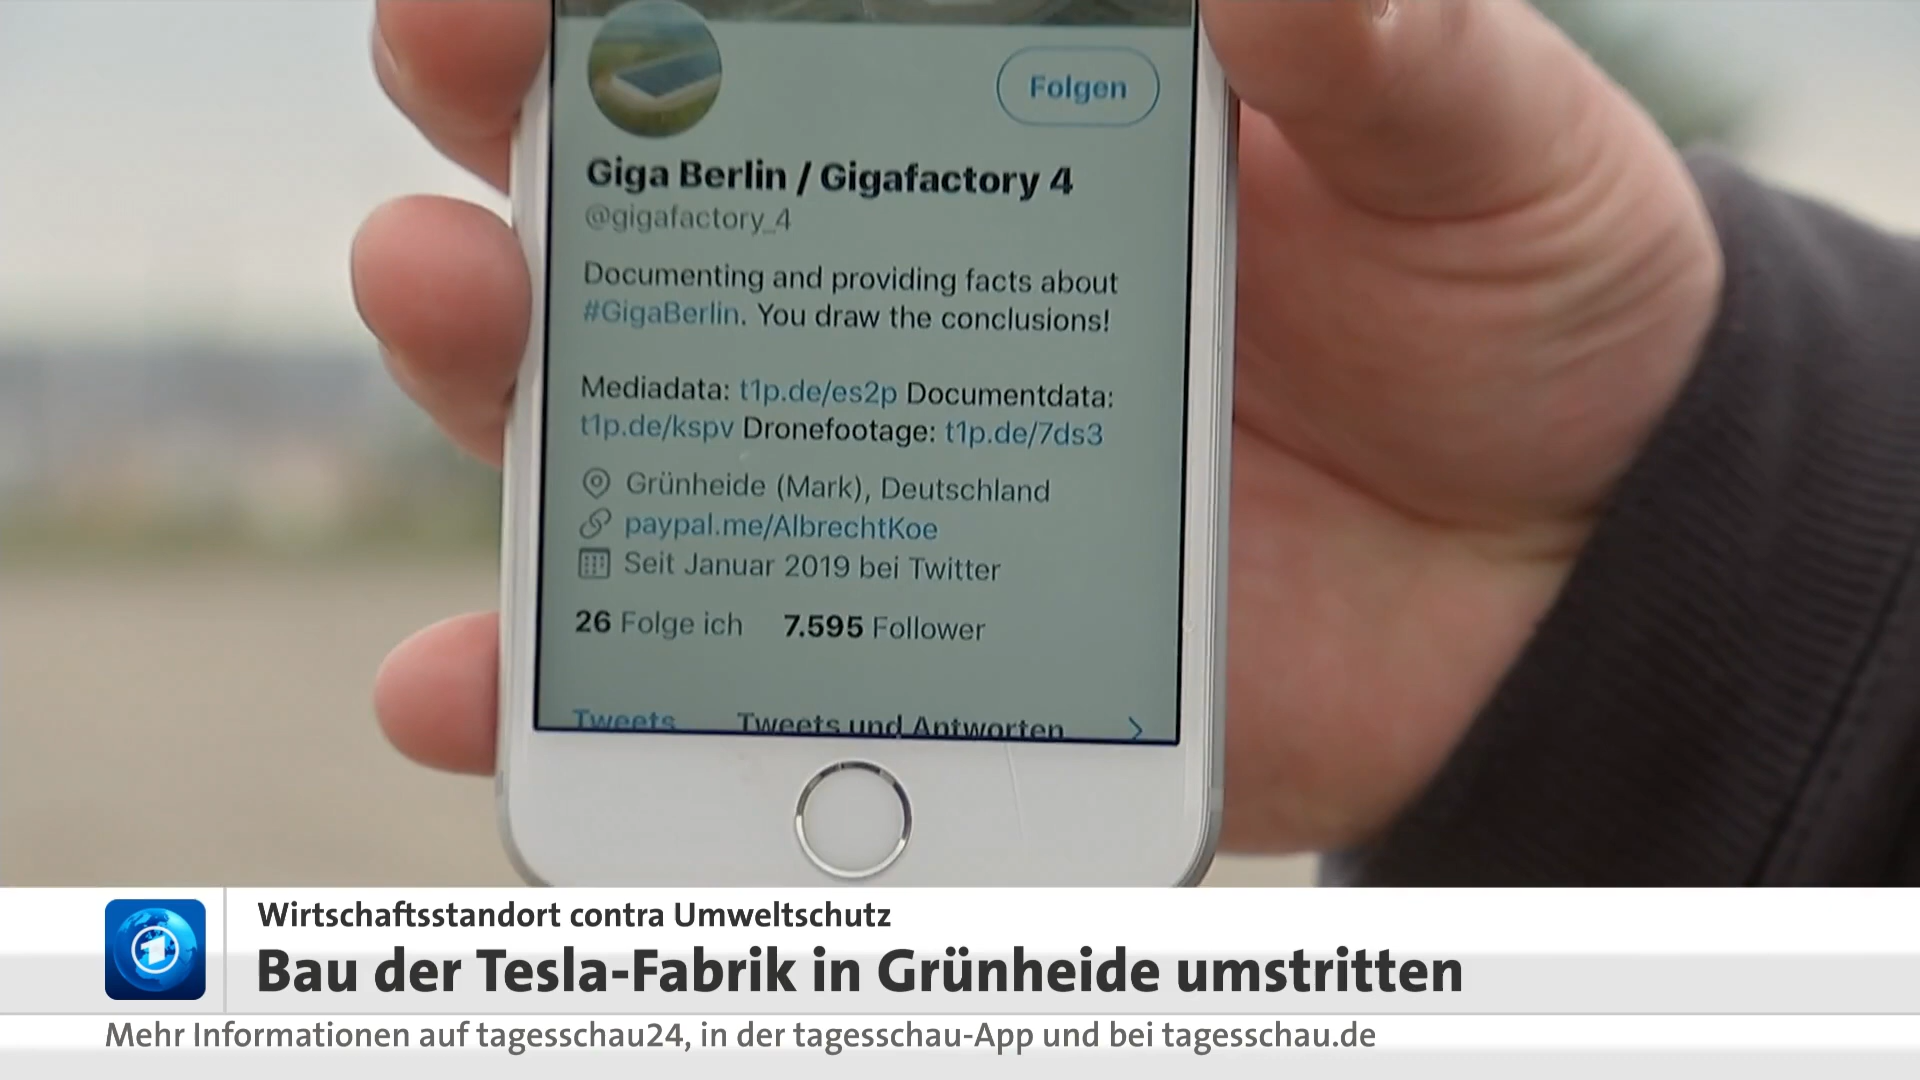 Folgen
Giga Berlin / Gigafactory 4
@gigafactory_4
Documenting and providing facts about
#GigaBerlin. You draw the conclusions!
Mediadata: t1p.de/es2p Documentdata:
t1p.de/kspv Dronefootage: t1p.de/7ds3
Grünheide (Mark), Deutschland
paypal.me/AlbrechtKoe
Seit Januar 2019 bei Twitter
26 Folge ich 7.595 Follower
Tweets Tweets und Antworten
1
Wirtschaftsstandort contra Umweltschutz
Bau der Tesla-Fabrik in Grünheide umstritten
Mehr Informationen auf tagesschau24, in der tagesschau-App und bei tagesschau.de